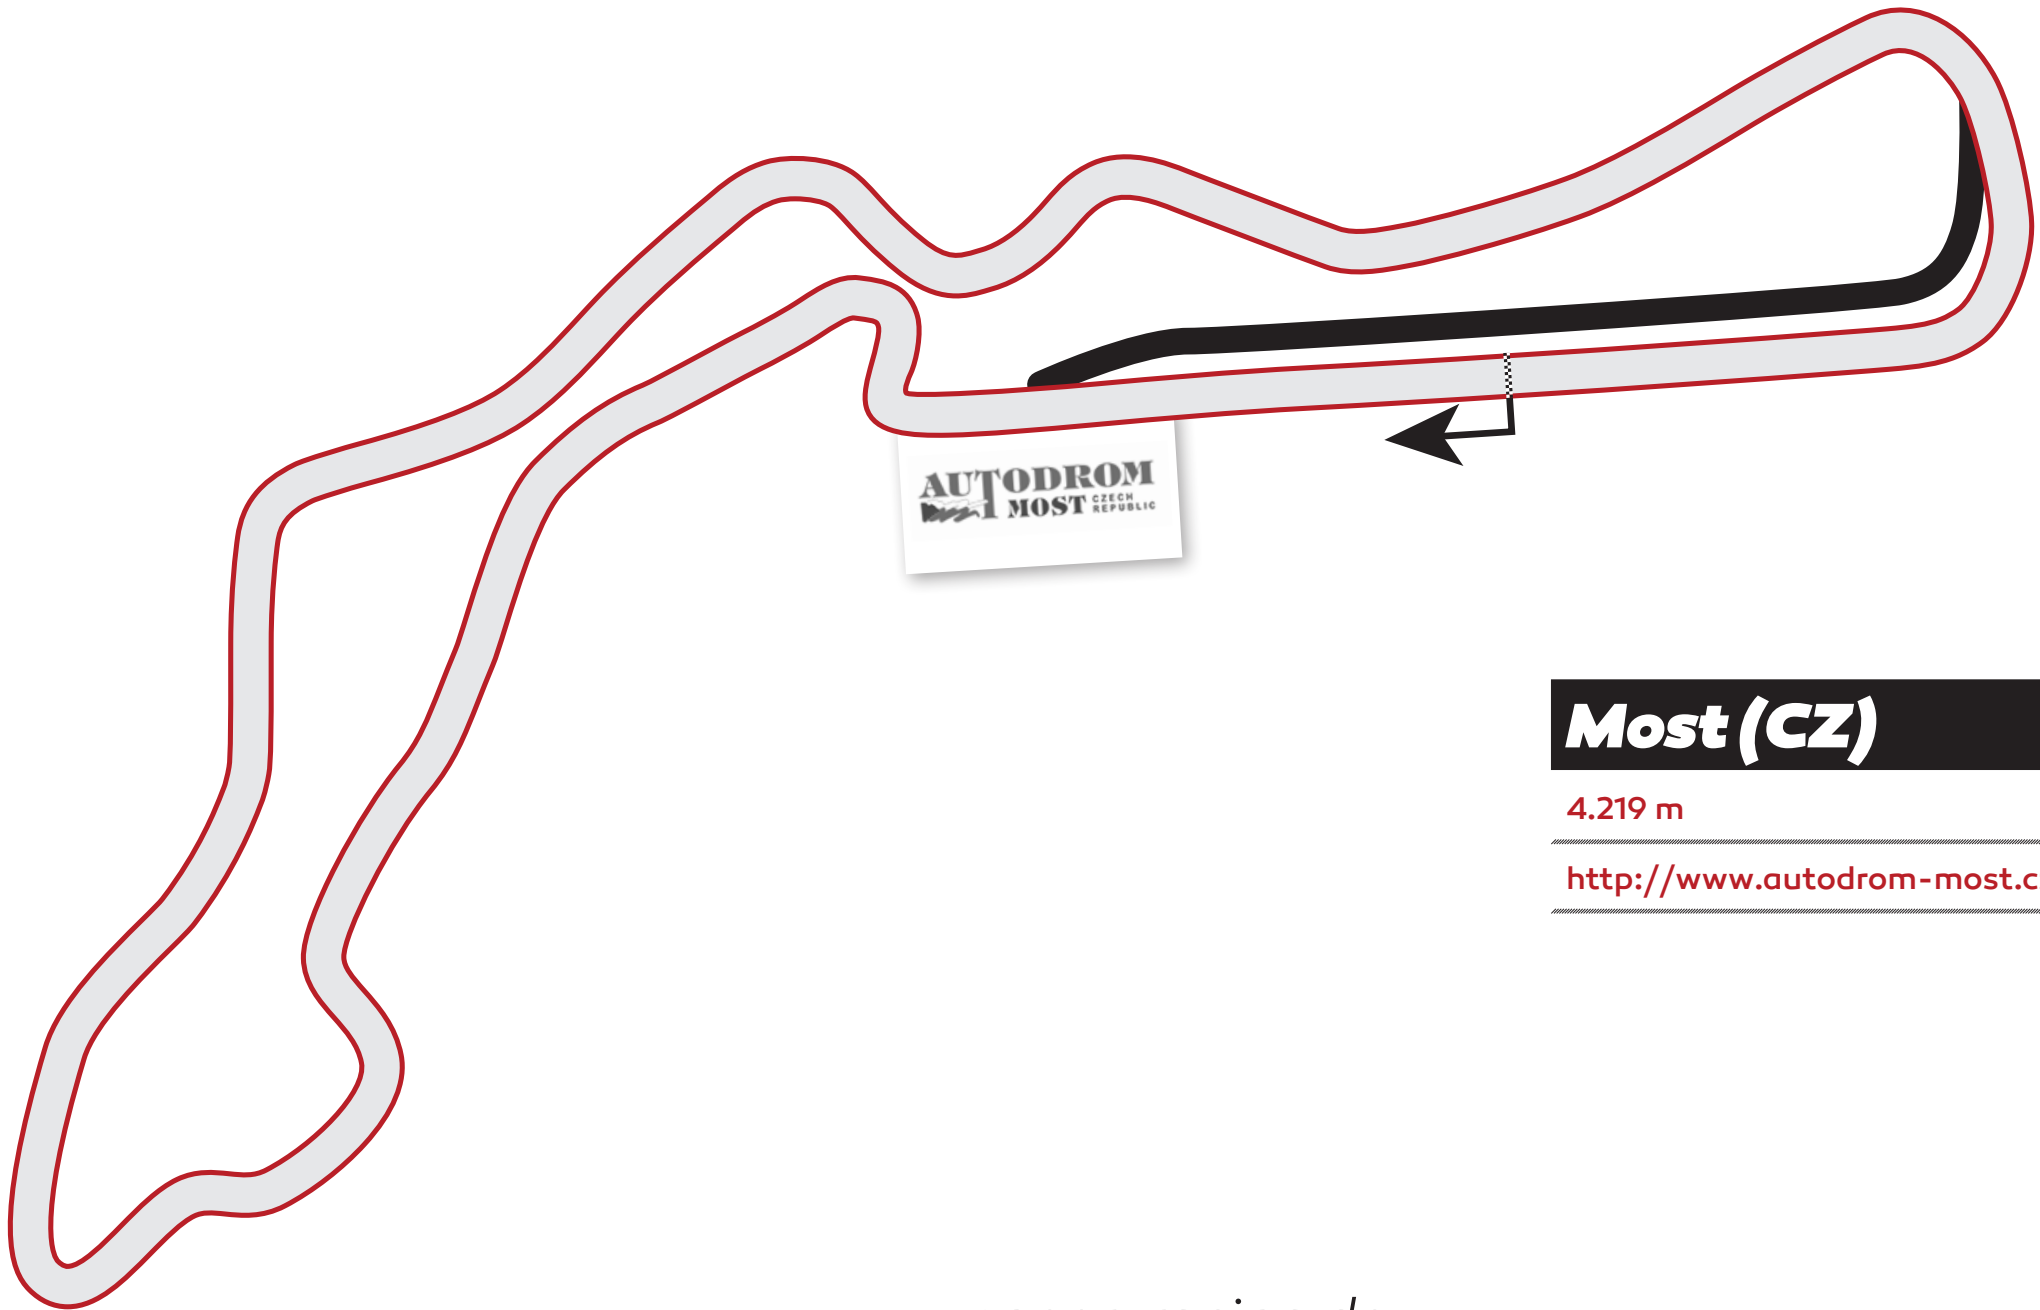 AUTODROM
MOST CZECH
REPUBLIC
Most (CZ)
4.219 m
http://www.autodrom-most.c